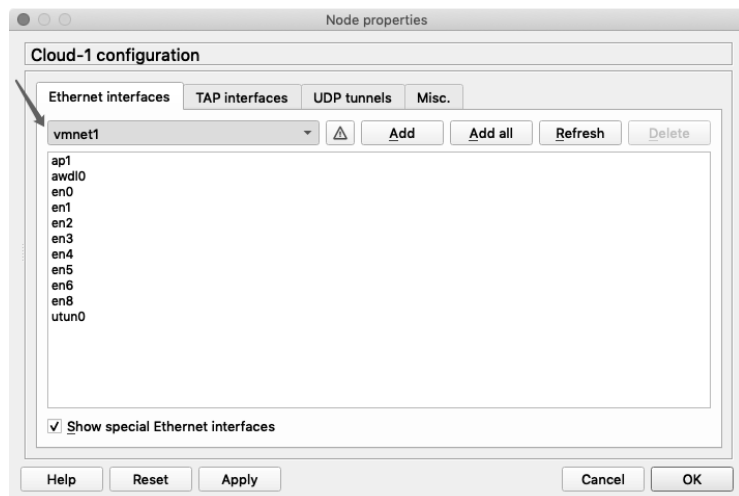 Node properties
Cloud-1 configuration
Ethernet interfaces TAP interfaces UDP tunnels Misc.
vmnet1 Add Add all Refresh Delete
ap1
awdl0
en0
en1
en2
en3
en4
en5
en6
en8
utun0
Show special Ethernet interfaces
Help Reset Apply Cancel OK